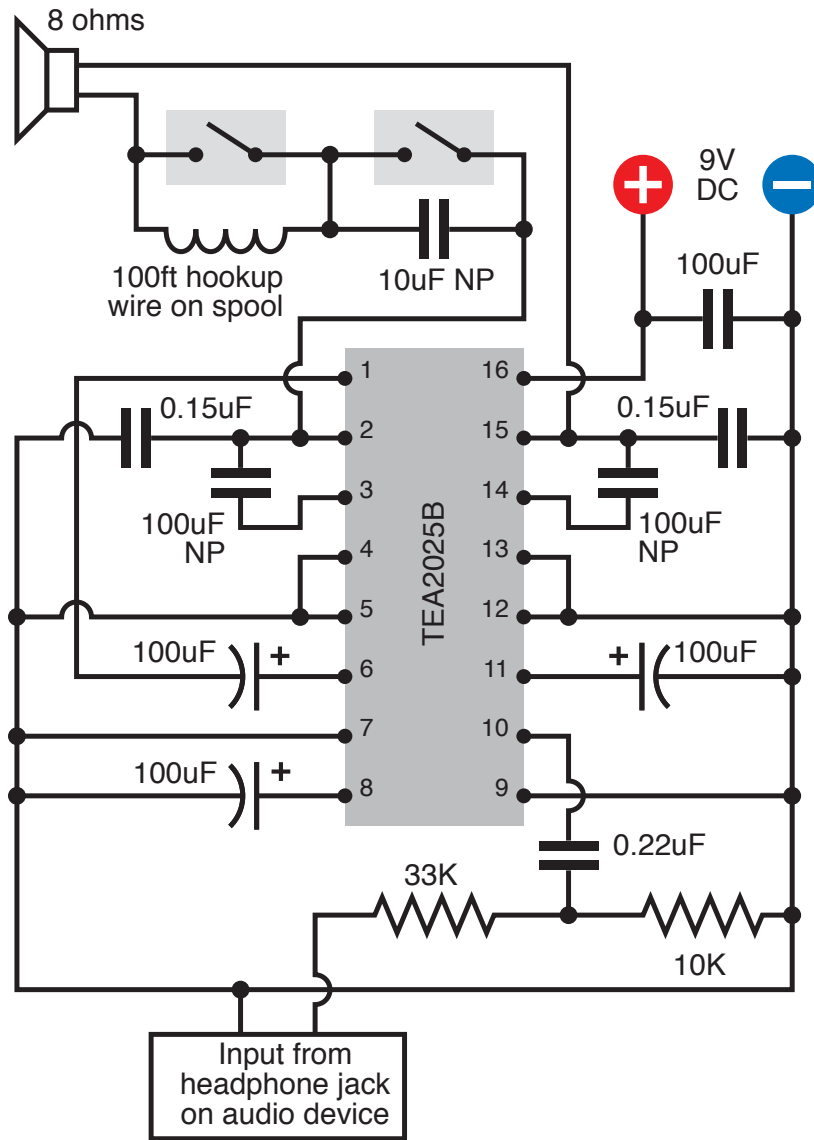 8 ohms
9V
DC
100ft hookup
wire on spool
10uF NP
100uF
1
16
0.15uF
0.15uF
2
15
3
14
100uF
NP
100uF
NP
4
13
TEA2025B
5
12
100uF
+
6
11
+
100uF
7
10
100uF
+
8
9
0.22uF
33K
10K
Input from
headphone jack
on audio device